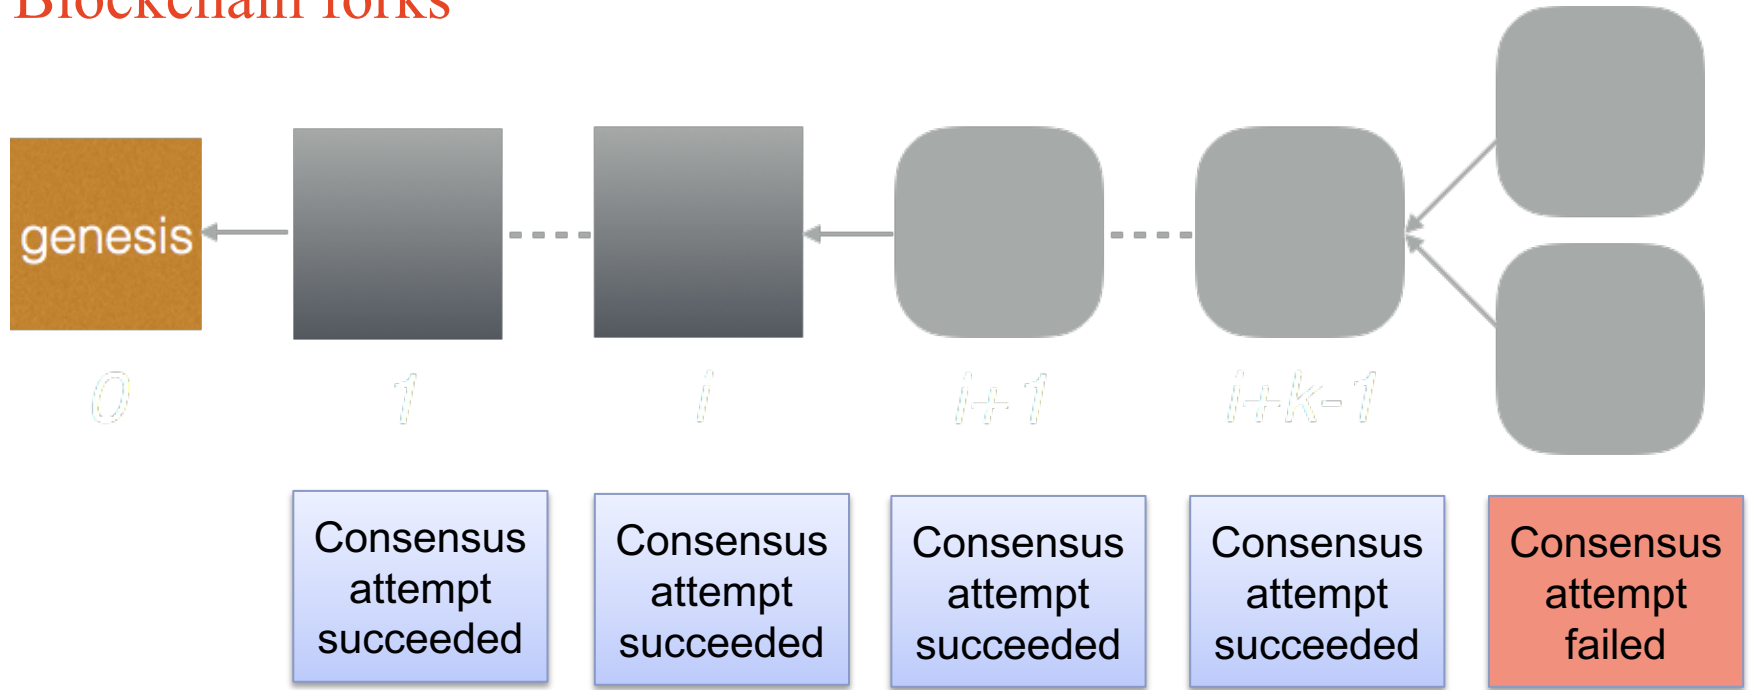 Blockchain forks
genesis
0
1
i
i+1
i+k-1
Consensus
attempt
succeeded
Consensus
attempt
succeeded
Consensus
attempt
succeeded
Consensus
attempt
succeeded
Consensus
attempt
failed